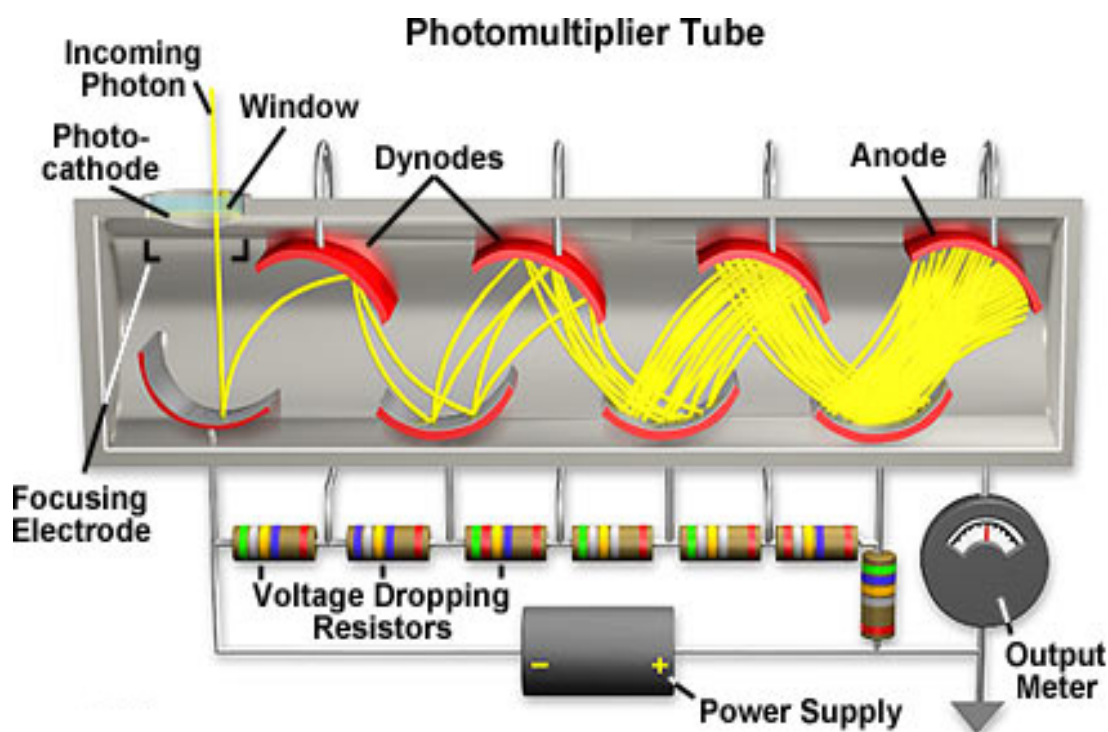 Photomultiplier Tube
Incoming
Photon
Window
Photo-
cathode
Dynodes
Anode
Focusing
Electrode
Voltage Dropping
Resistors
–
+
Power Supply
Output
Meter